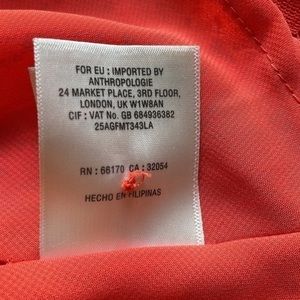 FOR EU : IMPORTED BY
ANTHROPOLOGIE
24 MARKET PLACE, 3RD FLOOR,
LONDON, UK W1W8AN
CIF : VAT No. GB 684936382
25AGFMT343LA
RN : 66170 CA : 32054
HECHO EN FILIPINAS